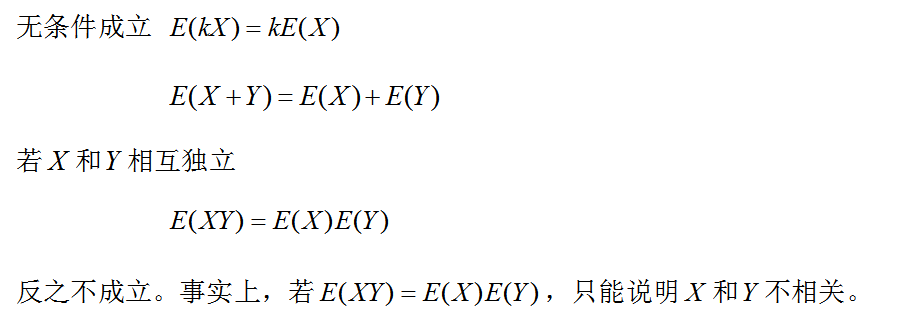 无条件成立 E(kX) = kE(X)
E(X + Y) = E(X) + E(Y)
若 X 和 Y 相互独立
E(XY) = E(X)E(Y)
反之不成立。事实上，若 E(XY) = E(X)E(Y)，只能说明 X 和 Y 不相关。